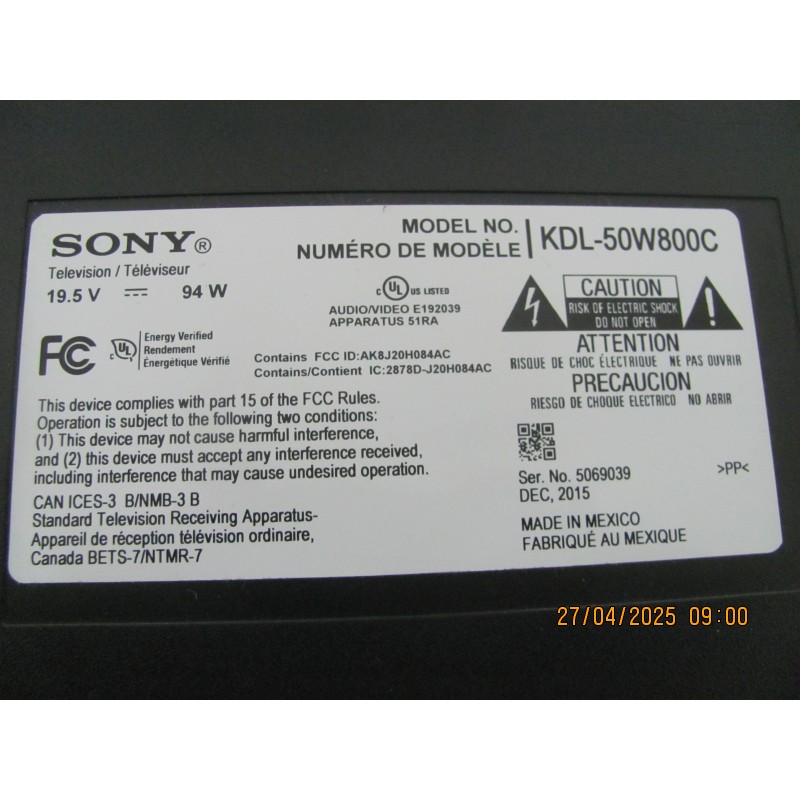 SONY®
Television / Téléviseur
19.5 V ⎓ 94 W
MODEL NO.
NUMÉRO DE MODÈLE
KDL-50W800C
C UL US LISTED
AUDIO/VIDEO E192039
APPARATUS 51RA
CAUTION
RISK OF ELECTRIC SHOCK
DO NOT OPEN
ATTENTION
RISQUE DE CHOC ÉLECTRIQUE NE PAS OUVRIR
PRECAUCION
RIESGO DE CHOQUE ELECTRICO NO ABRIR
FC
UL
Energy Verified
Rendement
Énergétique Vérifié
Contains FCC ID:AK8J20H084AC
Contains/Contient IC:2878D-J20H084AC
This device complies with part 15 of the FCC Rules.
Operation is subject to the following two conditions:
(1) This device may not cause harmful interference,
and (2) this device must accept any interference received,
including interference that may cause undesired operation.
CAN ICES-3 B/NMB-3 B
Standard Television Receiving Apparatus-
Appareil de réception télévision ordinaire,
Canada BETS-7/NTMR-7
Ser. No. 5069039
DEC, 2015
>PP<
MADE IN MEXICO
FABRIQUÉ AU MEXIQUE
27/04/2025 09:00